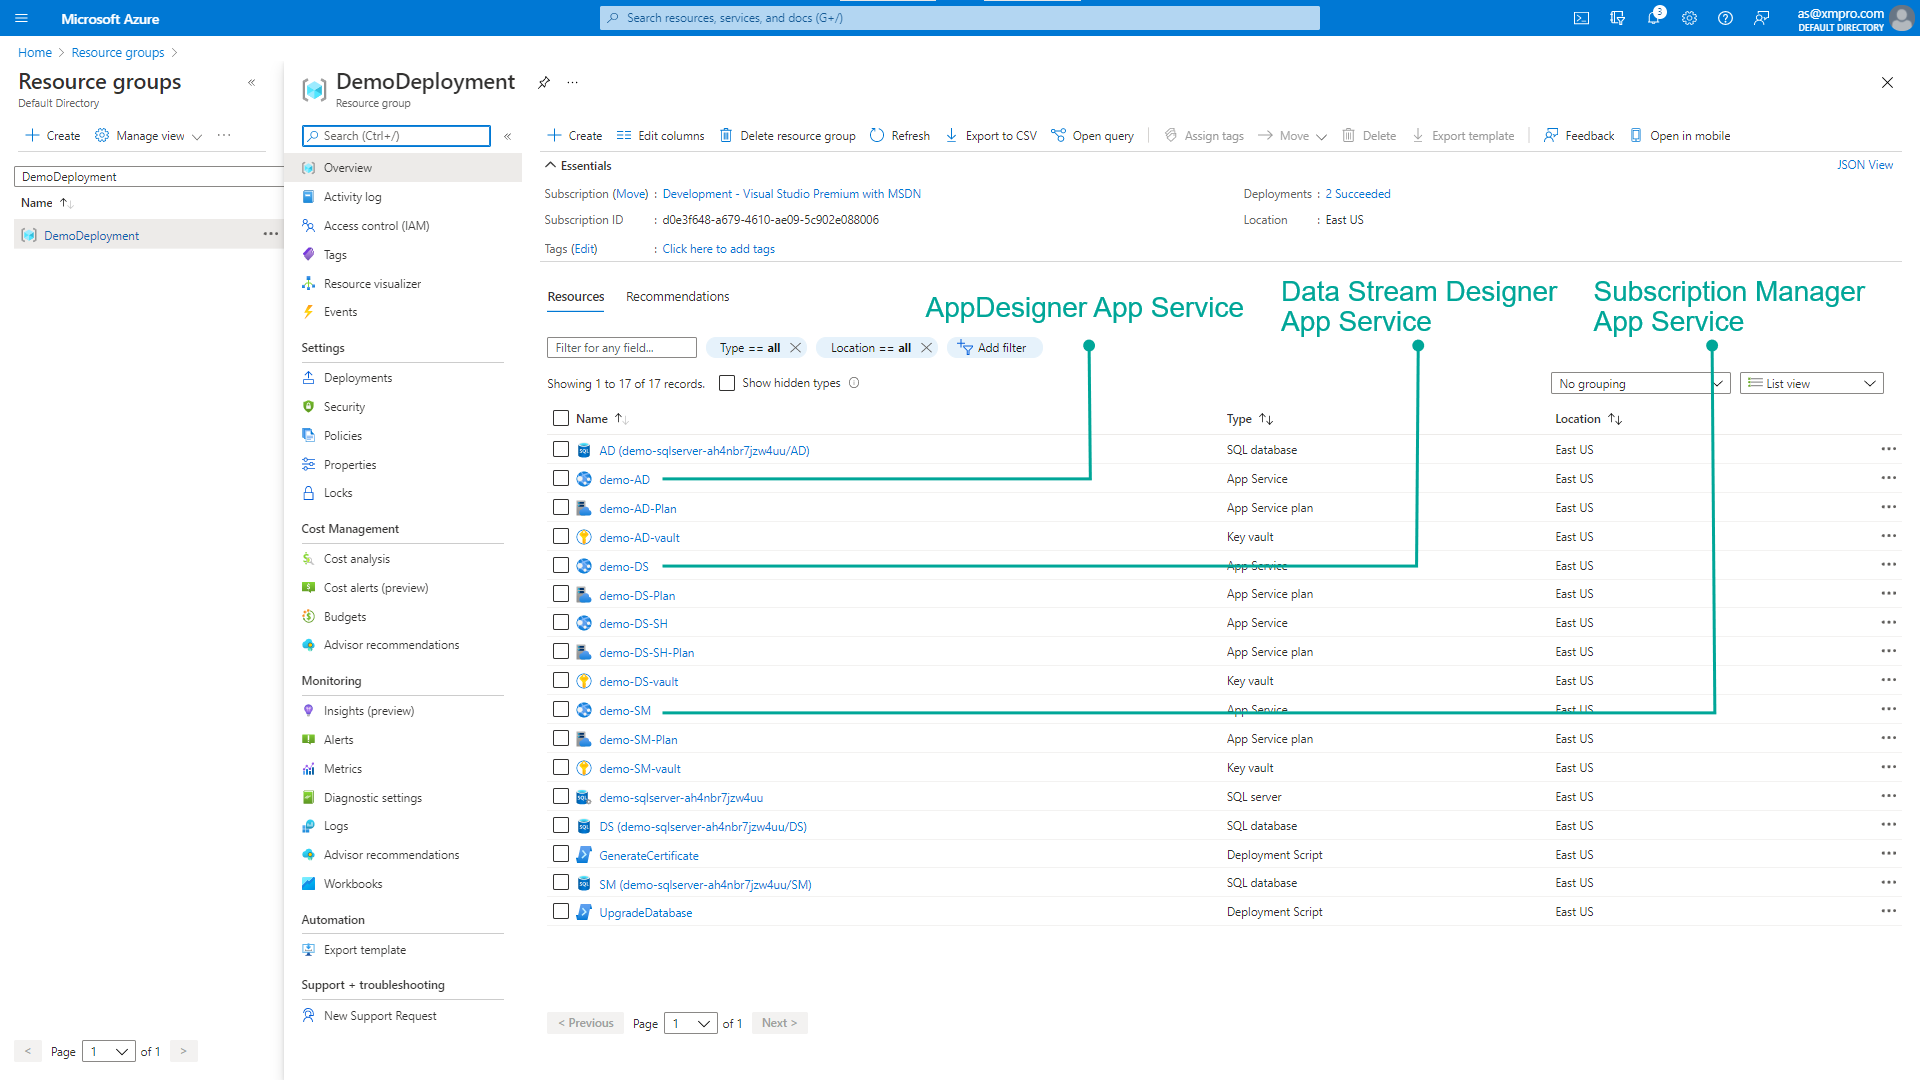 Microsoft Azure
Search resources, services, and docs (G+/)
3
as@xmpro.com
DEFAULT DIRECTORY
Home > Resource groups >
Resource groups
Default Directory
Create
Manage view
DemoDeployment
Name
DemoDeployment
< Page 1 of 1 >
DemoDeployment
Resource group
Search (Ctrl+/)
Overview
Activity log
Access control (IAM)
Tags
Resource visualizer
Events
Settings
Deployments
Security
Policies
Properties
Locks
Cost Management
Cost analysis
Cost alerts (preview)
Budgets
Advisor recommendations
Monitoring
Insights (preview)
Alerts
Metrics
Diagnostic settings
Logs
Advisor recommendations
Workbooks
Automation
Export template
Support + troubleshooting
New Support Request
Create Edit columns Delete resource group Refresh Export to CSV Open query Assign tags Move Delete Export template Feedback Open in mobile
Essentials
JSON View
Subscription (Move) : Development - Visual Studio Premium with MSDN
Subscription ID : d0e3f648-a679-4610-ae09-5c902e088006
Tags (Edit) : Click here to add tags
Deployments : 2 Succeeded
Location : East US
Resources Recommendations
AppDesigner App Service
Data Stream Designer
App Service
Subscription Manager
App Service
Filter for any field...
Type == all
Location == all
Add filter
Showing 1 to 17 of 17 records.
Show hidden types
No grouping
List view
Name Type Location
AD (demo-sqlserver-ah4nbr7jzw4uu/AD) SQL database East US
demo-AD App Service East US
demo-AD-Plan App Service plan East US
demo-AD-vault Key vault East US
demo-DS App Service East US
demo-DS-Plan App Service plan East US
demo-DS-SH App Service East US
demo-DS-SH-Plan App Service plan East US
demo-DS-vault Key vault East US
demo-SM App Service East US
demo-SM-Plan App Service plan East US
demo-SM-vault Key vault East US
demo-sqlserver-ah4nbr7jzw4uu SQL server East US
DS (demo-sqlserver-ah4nbr7jzw4uu/DS) SQL database East US
GenerateCertificate Deployment Script East US
SM (demo-sqlserver-ah4nbr7jzw4uu/SM) SQL database East US
UpgradeDatabase Deployment Script East US
< Previous Page 1 of 1 Next >